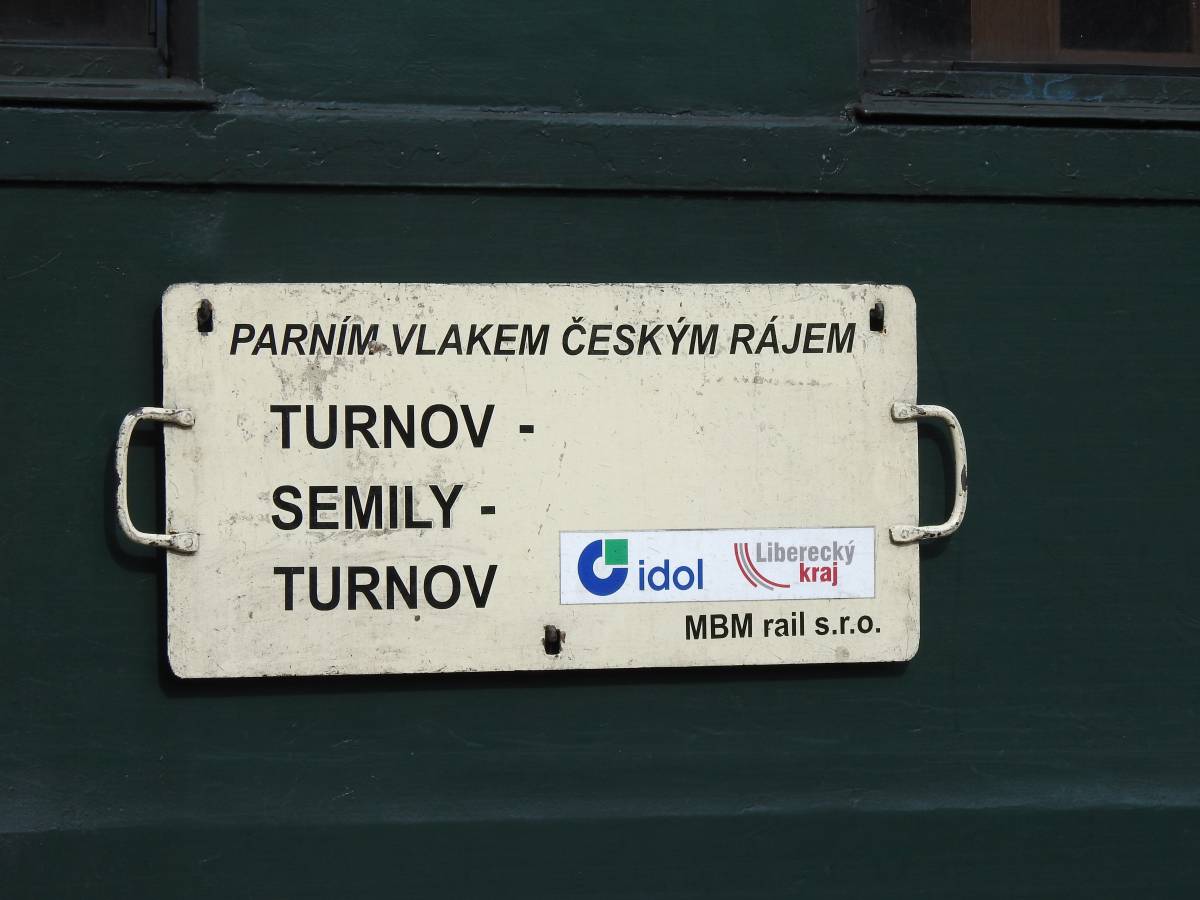 PARNÍM VLAKEM ČESKÝM RÁJEM
TURNOV -
SEMILY -
TURNOV
idol
Liberecký
kraj
MBM rail s.r.o.